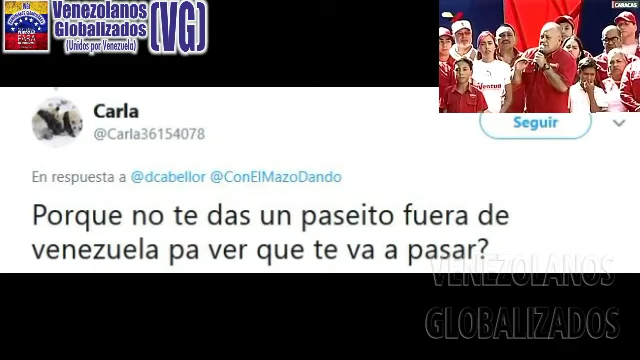 Venezolanos
Globalizados
(Unidos por Venezuela)
(VG)
CARACAS
Carla
@Carla36154078
Seguir
En respuesta a @dcabellor @ConElMazoDando
Porque no te das un paseito fuera de
venezuela pa ver que te va a pasar?
VENEZOLANOS
GLOBALIZADOS